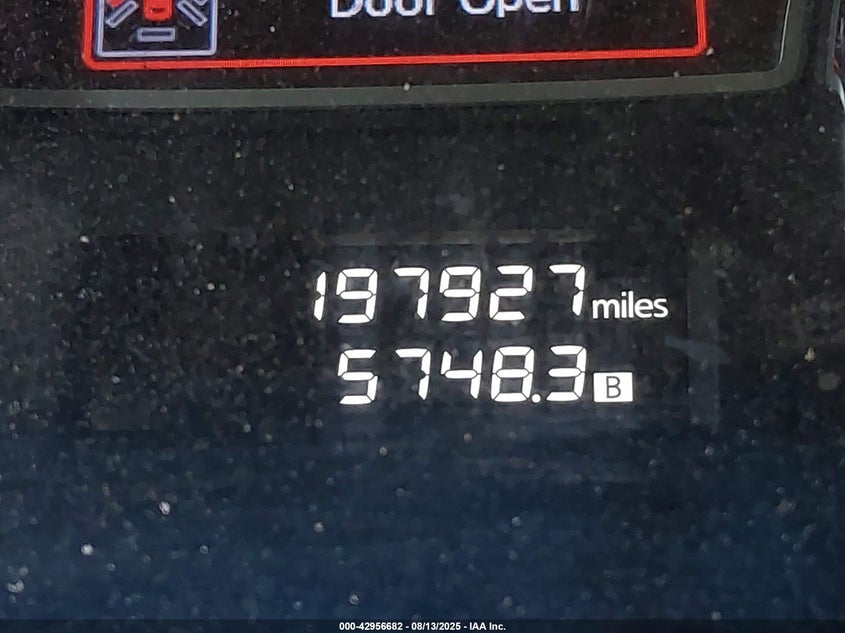 Door Open
197927 miles
5748.3 B
000-42956682 - 08/13/2025 - IAA Inc.